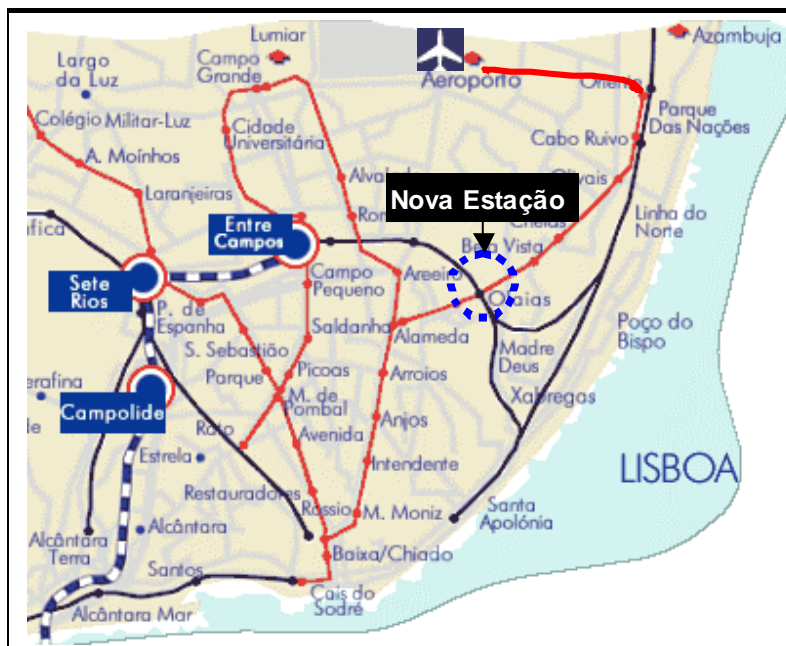 Lumiar
Azambuja
Largo
da Luz
Campo
Grande
Aeroporto
Oriente
Parque
Das Nações
Colégio Militar-Luz
Cidade
Universitária
Cabo Ruivo
A. Moínhos
Laranjeiras
Olivais
Nova Estação
Entre
Campos
Chelas
Linha do
Norte
Bela Vista
Sete
Rios
Campo
Pequeno
Areeiro
Olaias
P. de
Espanha
Saldanha
Alameda
Poço do
Bispo
S. Sebastião
Madre
Deus
Parque
Picoas
Arroios
Xabregas
Campolide
M. de
Pombal
Rato
Avenida
Anjos
Estrela
Intendente
LISBOA
Restauradores
Rossio
M. Moniz
Santa
Apolónia
Alcântara
Alcântara
Terra
Baixa/Chiado
Santos
Cais do
Sodré
Alcântara Mar